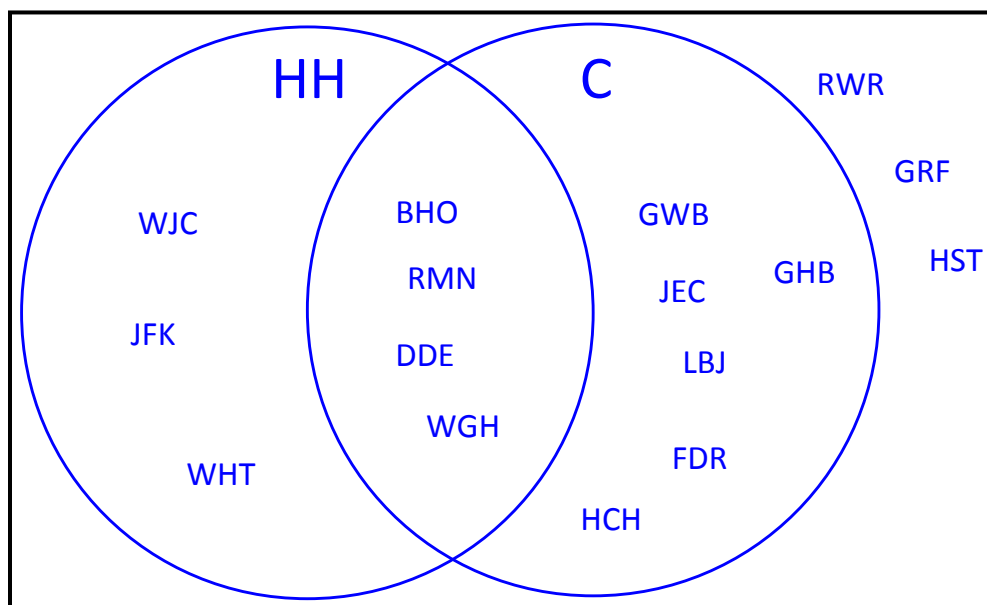 HH
C
RWR
GRF
WJC
BHO
GWB
HST
RMN
GHB
JEC
JFK
DDE
LBJ
WGH
FDR
WHT
HCH